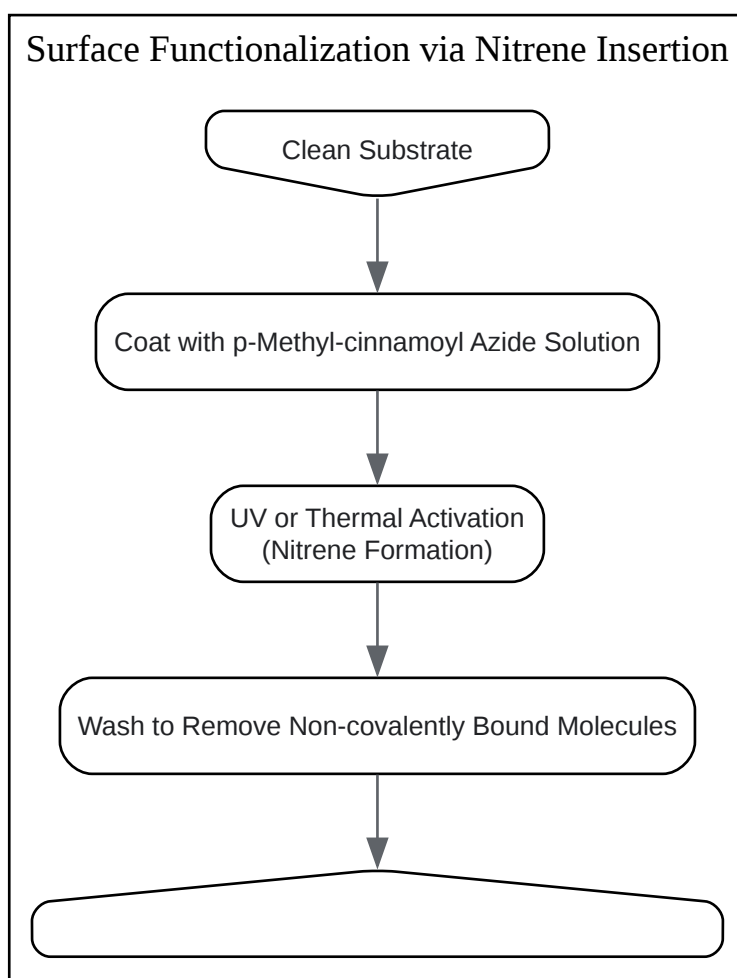 Surface Functionalization via Nitrene Insertion
Clean Substrate
Coat with p-Methyl-cinnamoyl Azide Solution
UV or Thermal Activation
(Nitrene Formation)
Wash to Remove Non-covalently Bound Molecules